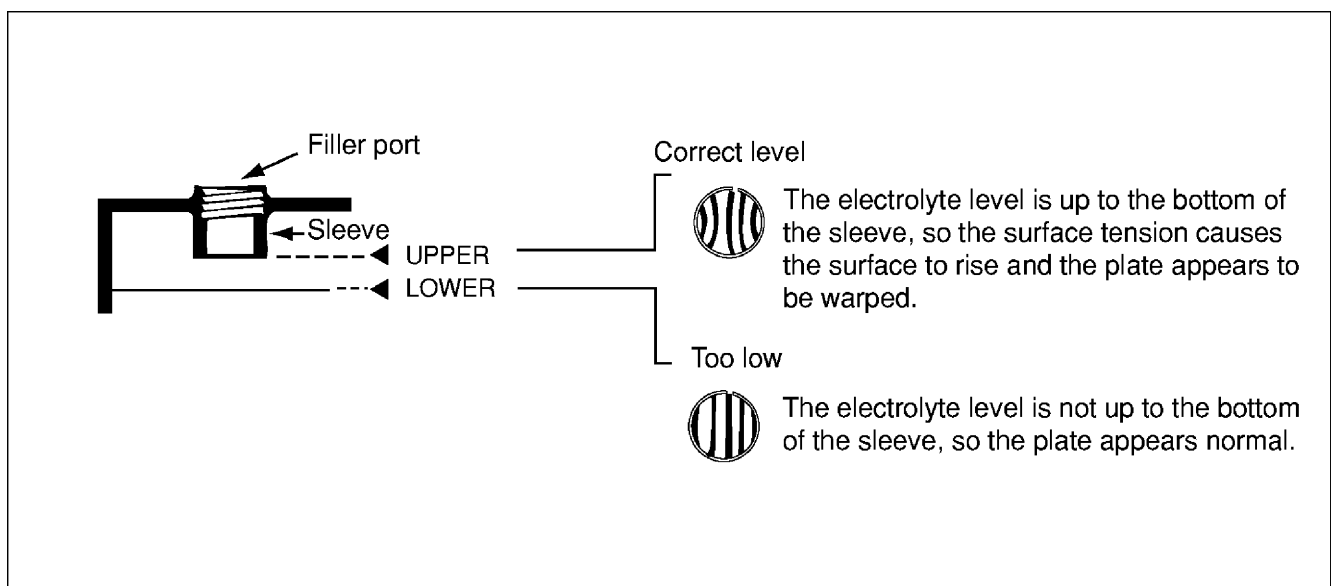 Filler port
Sleeve
UPPER
LOWER
Correct level
The electrolyte level is up to the bottom of
the sleeve, so the surface tension causes
the surface to rise and the plate appears to
be warped.
Too low
The electrolyte level is not up to the bottom
of the sleeve, so the plate appears normal.